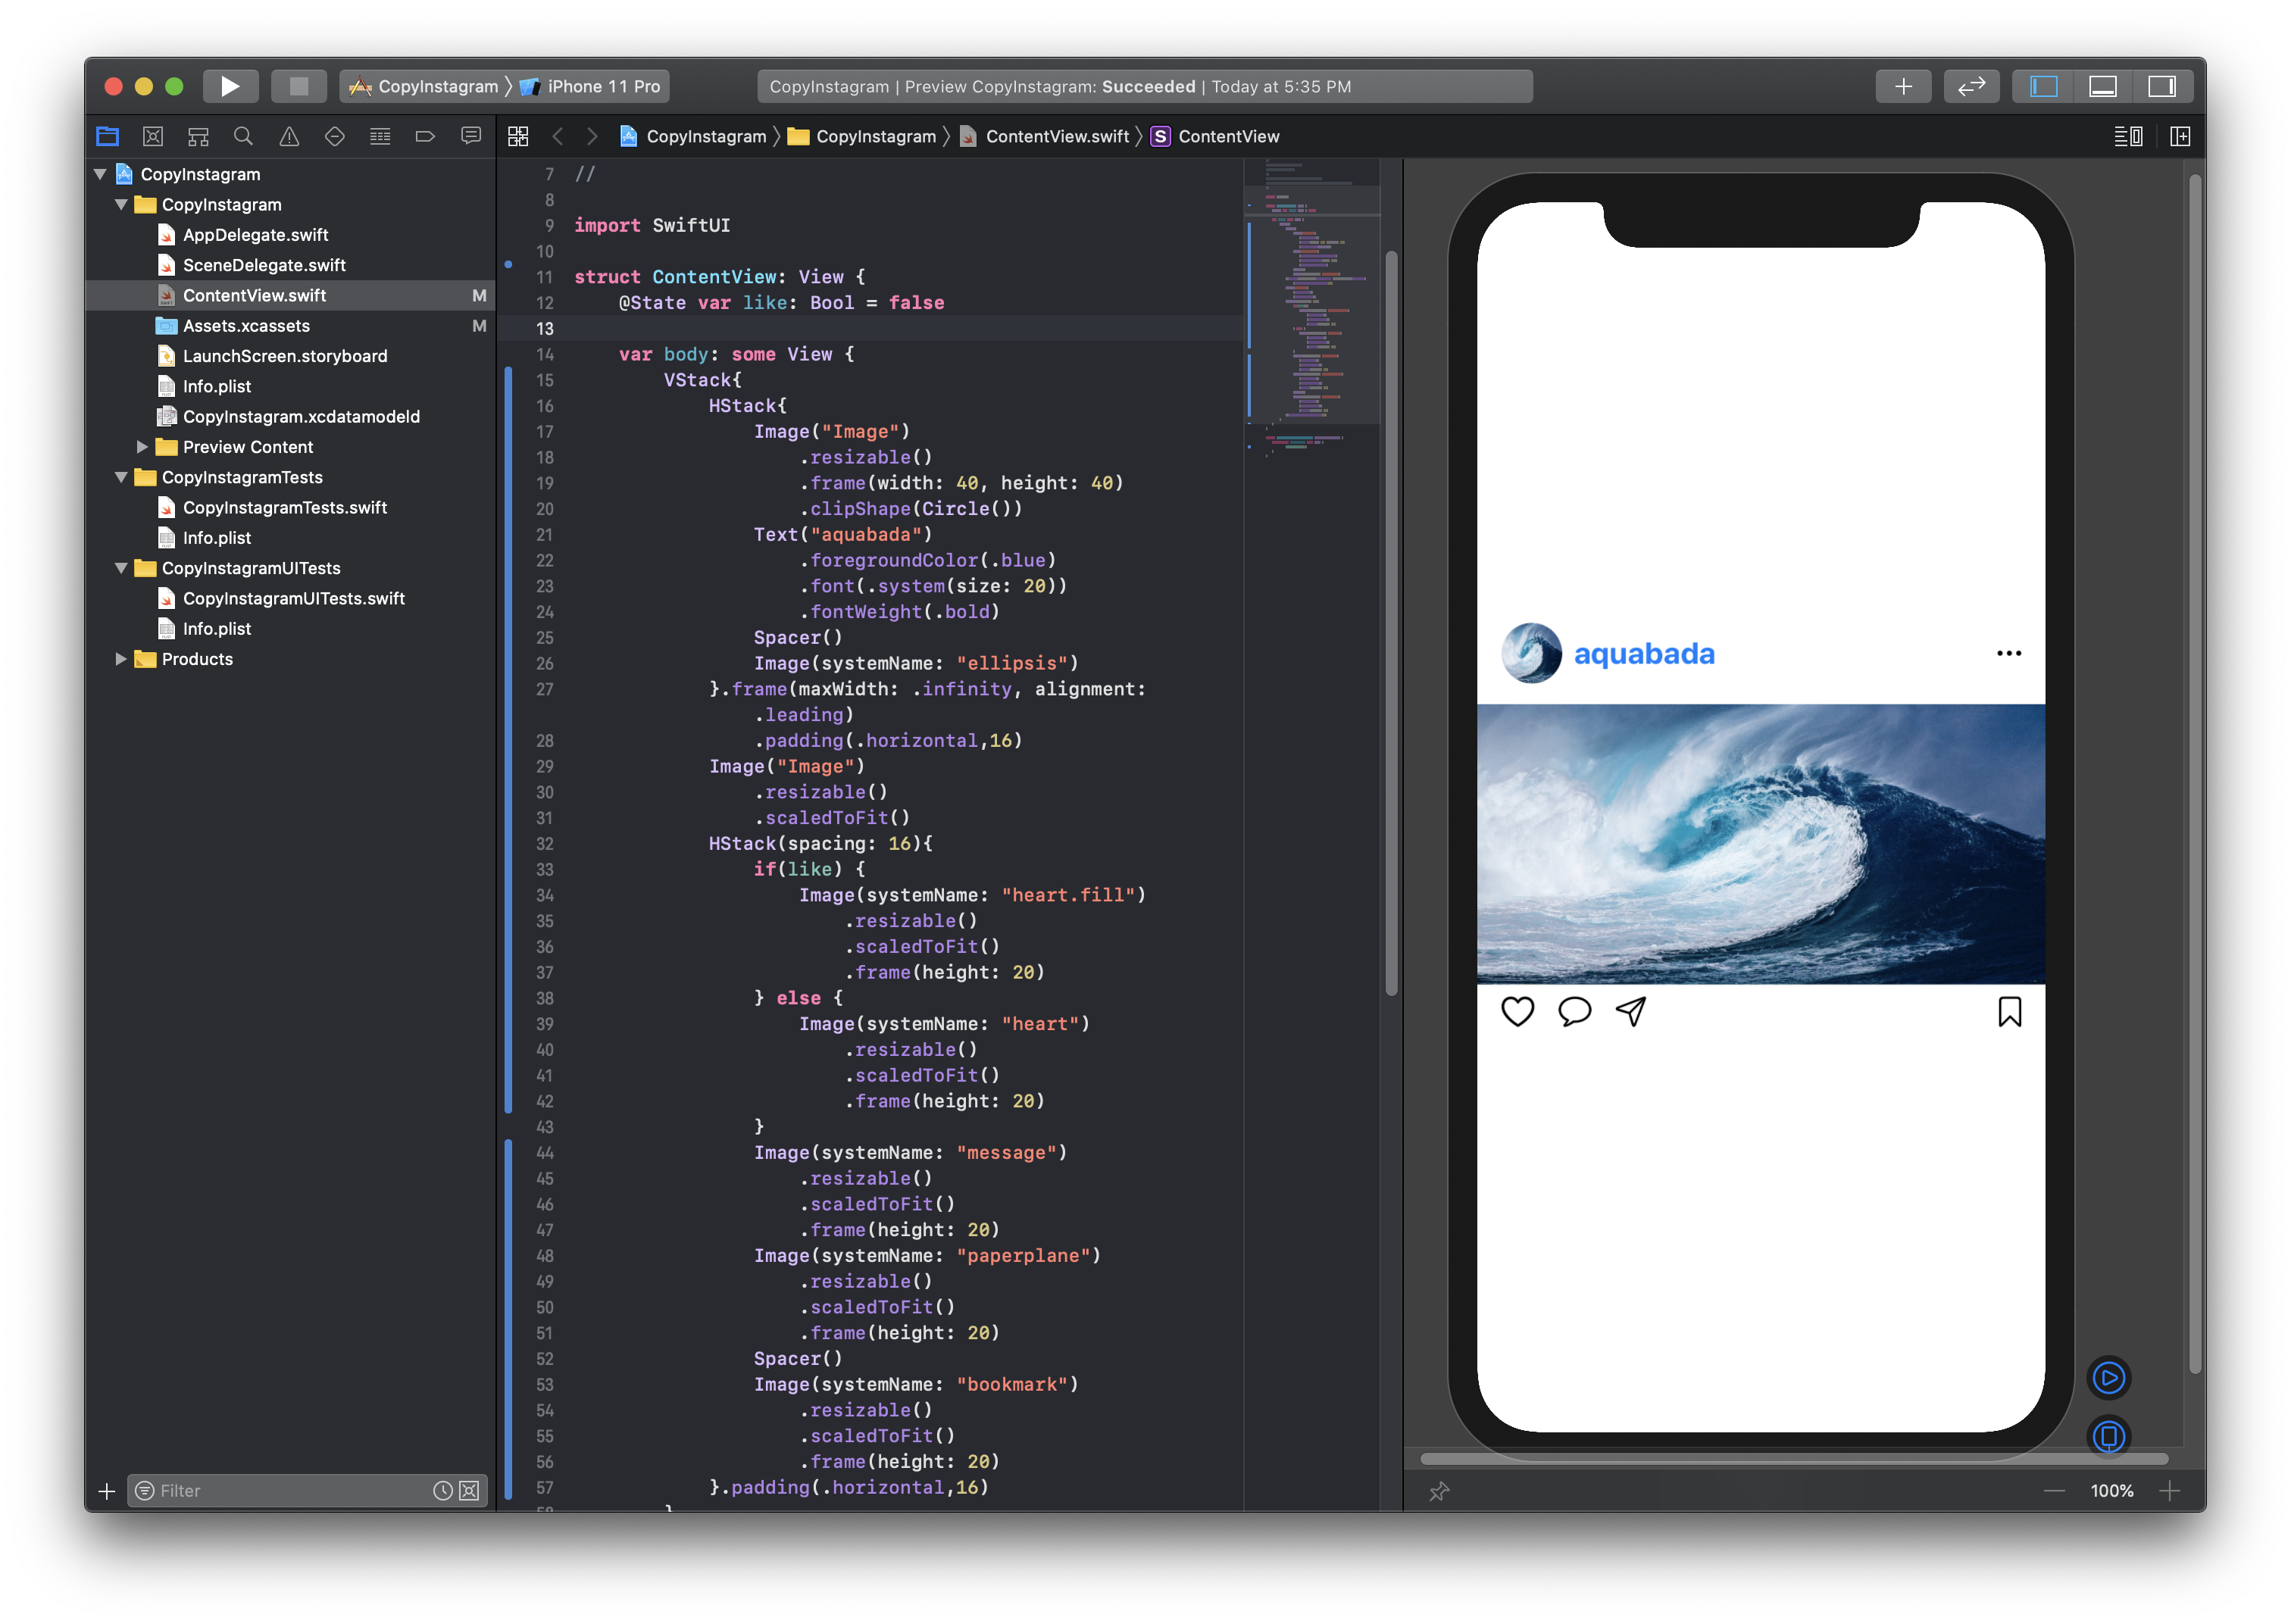 CopyInstagram 〉 iPhone 11 Pro
CopyInstagram | Preview CopyInstagram: Succeeded | Today at 5:35 PM
CopyInstagram 〉 CopyInstagram 〉 ContentView.swift 〉 S ContentView
CopyInstagram
CopyInstagram
AppDelegate.swift
SceneDelegate.swift
ContentView.swift M
Assets.xcassets M
LaunchScreen.storyboard
Info.plist
CopyInstagram.xcdatamodeld
Preview Content
CopyInstagramTests
CopyInstagramTests.swift
Info.plist
CopyInstagramUITests
CopyInstagramUITests.swift
Info.plist
Products
Filter
7 //
8
9 import SwiftUI
10
11 struct ContentView: View {
12     @State var like: Bool = false
13
14     var body: some View {
15         VStack{
16             HStack{
17                 Image("Image")
18                     .resizable()
19                     .frame(width: 40, height: 40)
20                     .clipShape(Circle())
21                 Text("aquabada")
22                     .foregroundColor(.blue)
23                     .font(.system(size: 20))
24                     .fontWeight(.bold)
25                 Spacer()
26                 Image(systemName: "ellipsis")
27             }.frame(maxWidth: .infinity, alignment:
                .leading)
28                 .padding(.horizontal,16)
29             Image("Image")
30                 .resizable()
31                 .scaledToFit()
32             HStack(spacing: 16){
33                 if(like) {
34                     Image(systemName: "heart.fill")
35                         .resizable()
36                         .scaledToFit()
37                         .frame(height: 20)
38                 } else {
39                     Image(systemName: "heart")
40                         .resizable()
41                         .scaledToFit()
42                         .frame(height: 20)
43                 }
44                 Image(systemName: "message")
45                     .resizable()
46                     .scaledToFit()
47                     .frame(height: 20)
48                 Image(systemName: "paperplane")
49                     .resizable()
50                     .scaledToFit()
51                     .frame(height: 20)
52                 Spacer()
53                 Image(systemName: "bookmark")
54                     .resizable()
55                     .scaledToFit()
56                     .frame(height: 20)
57             }.padding(.horizontal,16)
aquabada
100%